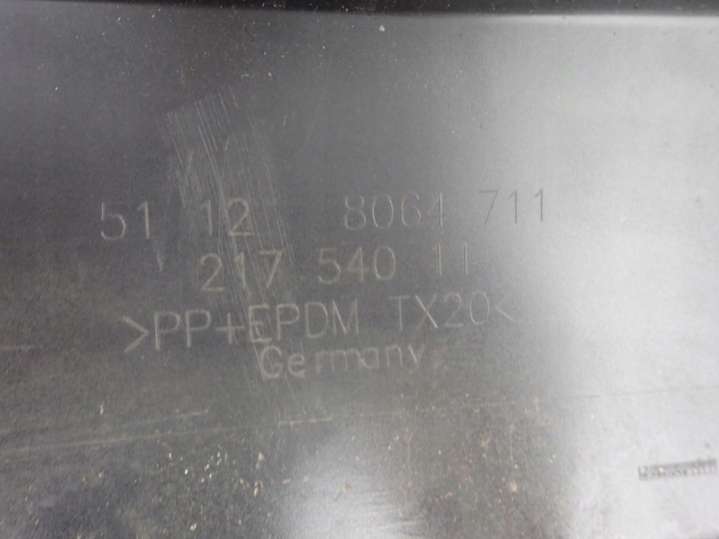 51 12 8064 711
217 540 11
>PP+EPDM TX20<
Germany